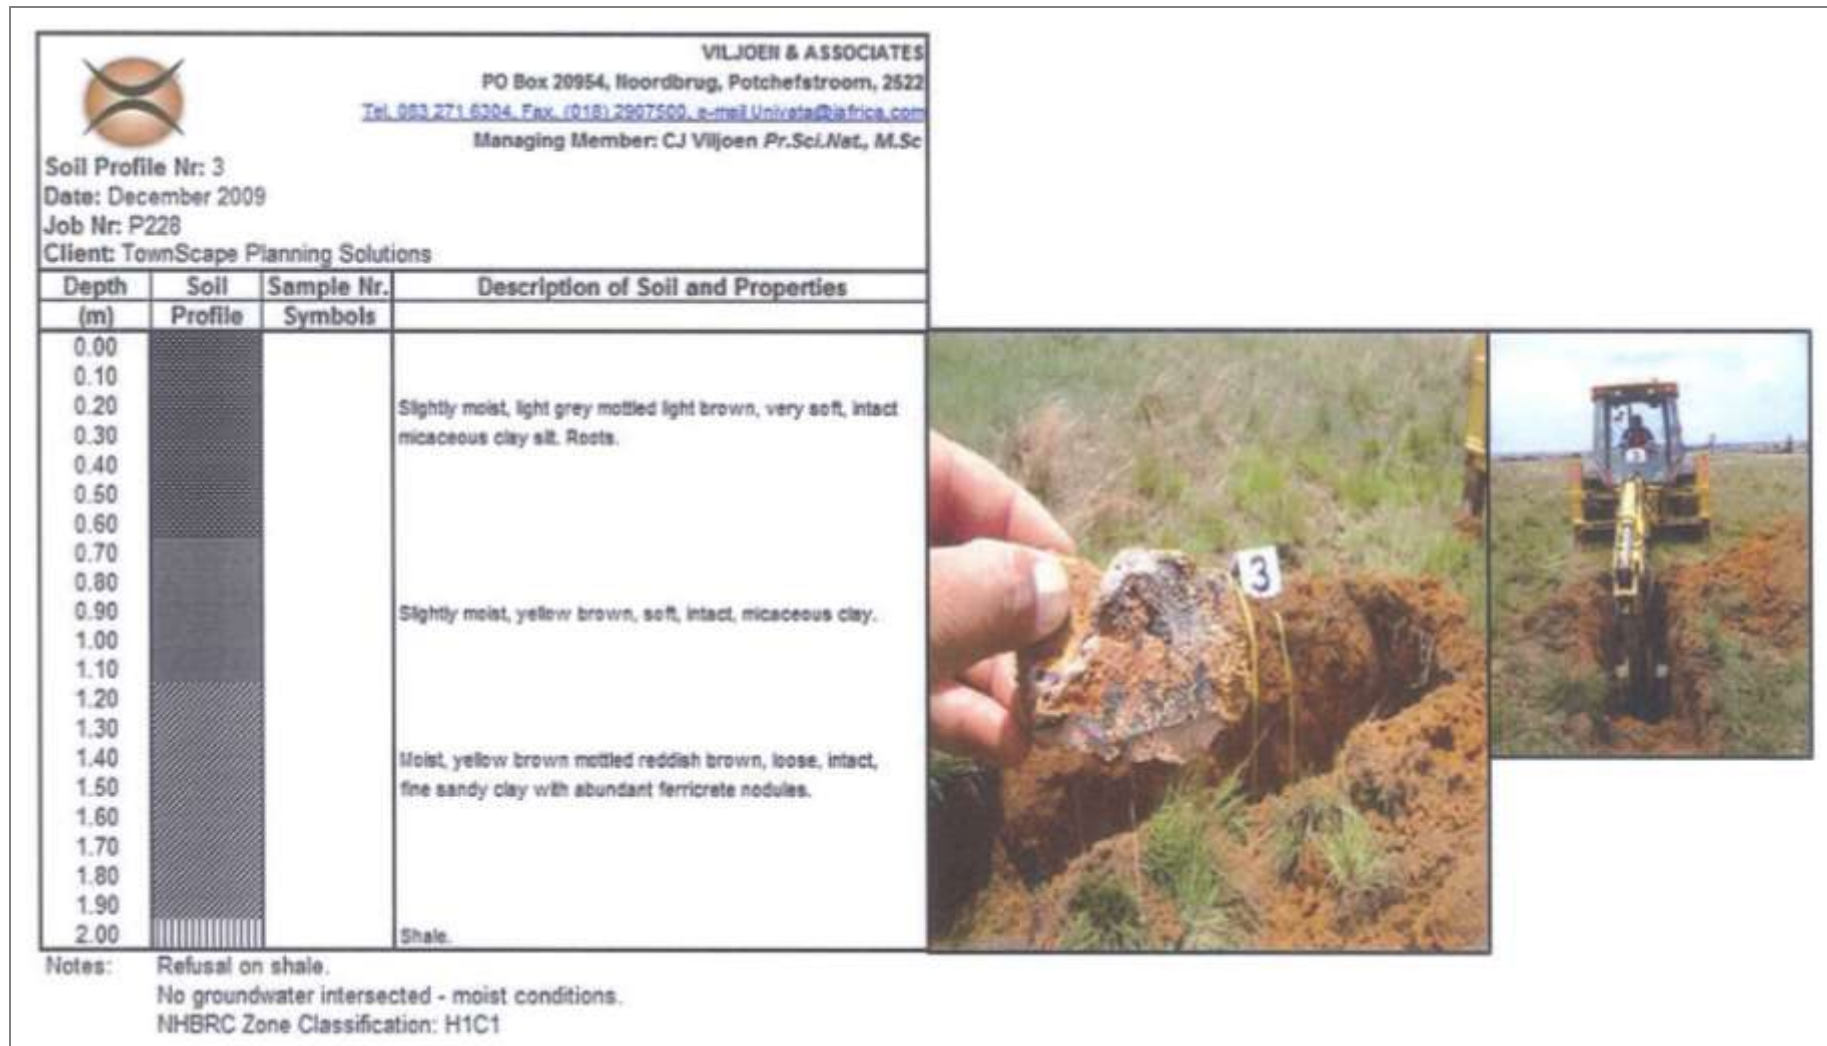 VILJOEN & ASSOCIATES
PO Box 20954, Noordbrug, Potchefstroom, 2522
Tel. 083 271 6304, Fax. (018) 2907500, e-mail Univata@iafrica.com
Managing Member: CJ Viljoen Pr.Sci.Nat., M.Sc
Soil Profile Nr: 3
Date: December 2009
Job Nr: P228
Client: TownScape Planning Solutions
Depth Soil Sample Nr. Description of Soil and Properties
(m) Profile Symbols
0.00
0.10
0.20 Slightly moist, light grey mottled light brown, very soft, intact
0.30 micaceous clay silt. Roots.
0.40
0.50
0.60
0.70
0.80
0.90 Slightly moist, yellow brown, soft, intact, micaceous clay.
1.00
1.10
1.20
1.30
1.40 Moist, yellow brown mottled reddish brown, loose, intact,
1.50 fine sandy clay with abundant ferricrete nodules.
1.60
1.70
1.80
1.90
2.00 Shale.
Notes: Refusal on shale.
No groundwater intersected - moist conditions.
NHBRC Zone Classification: H1C1
3
3